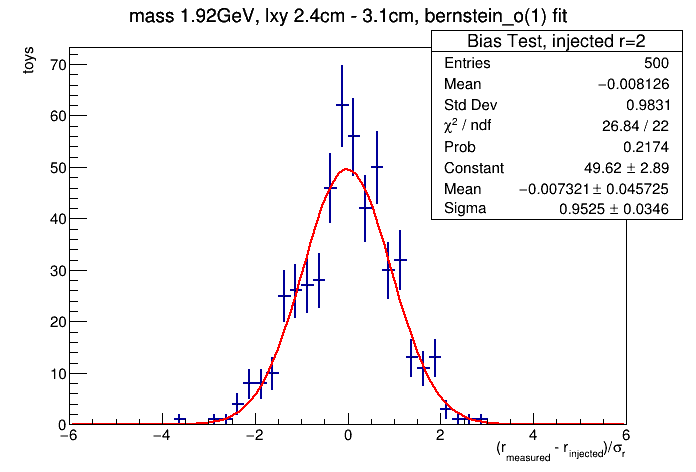 mass 1.92GeV, lxy 2.4cm - 3.1cm, bernstein_o(1) fit
Bias Test, injected r=2
Entries 500
Mean −0.008126
Std Dev 0.9831
χ² / ndf 26.84 / 22
Prob 0.2174
Constant 49.62 ± 2.89
Mean −0.007321 ± 0.045725
Sigma 0.9525 ± 0.0346
toys
70
60
50
40
30
20
10
0
−6 −4 −2 0 2 4 6
(r_measured - r_injected)/σ_r